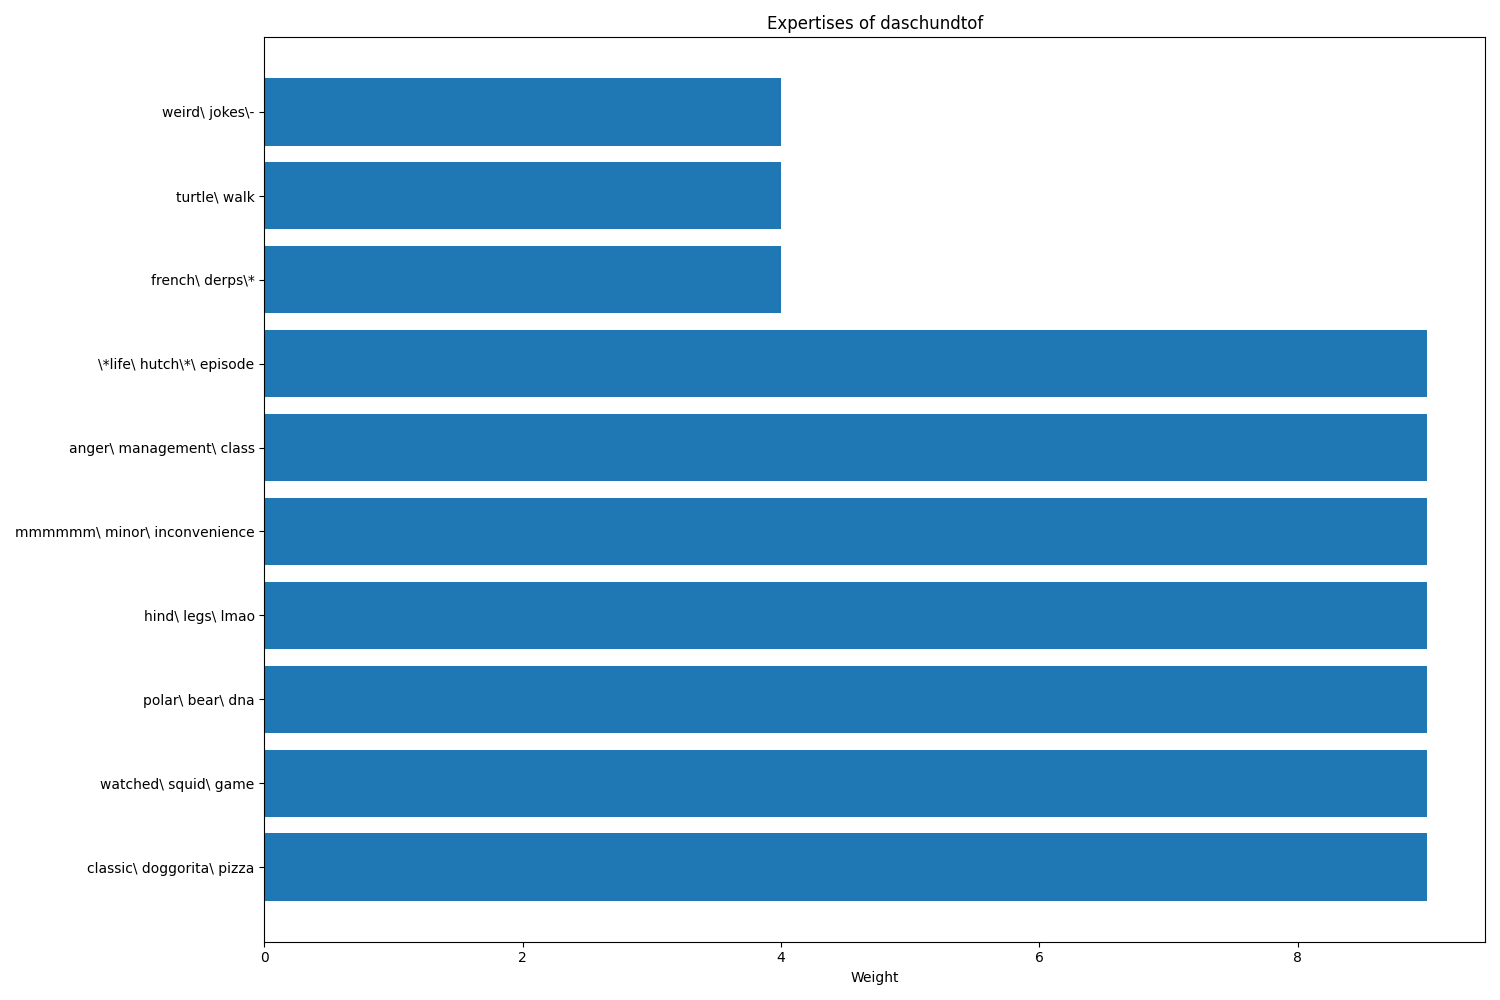 Expertises of daschundtof
weird\ jokes\-
turtle\ walk
french\ derps\*
\*life\ hutch\*\ episode
anger\ management\ class
mmmmmm\ minor\ inconvenience
hind\ legs\ lmao
polar\ bear\ dna
watched\ squid\ game
classic\ doggorita\ pizza
0 2 4 6 8
Weight